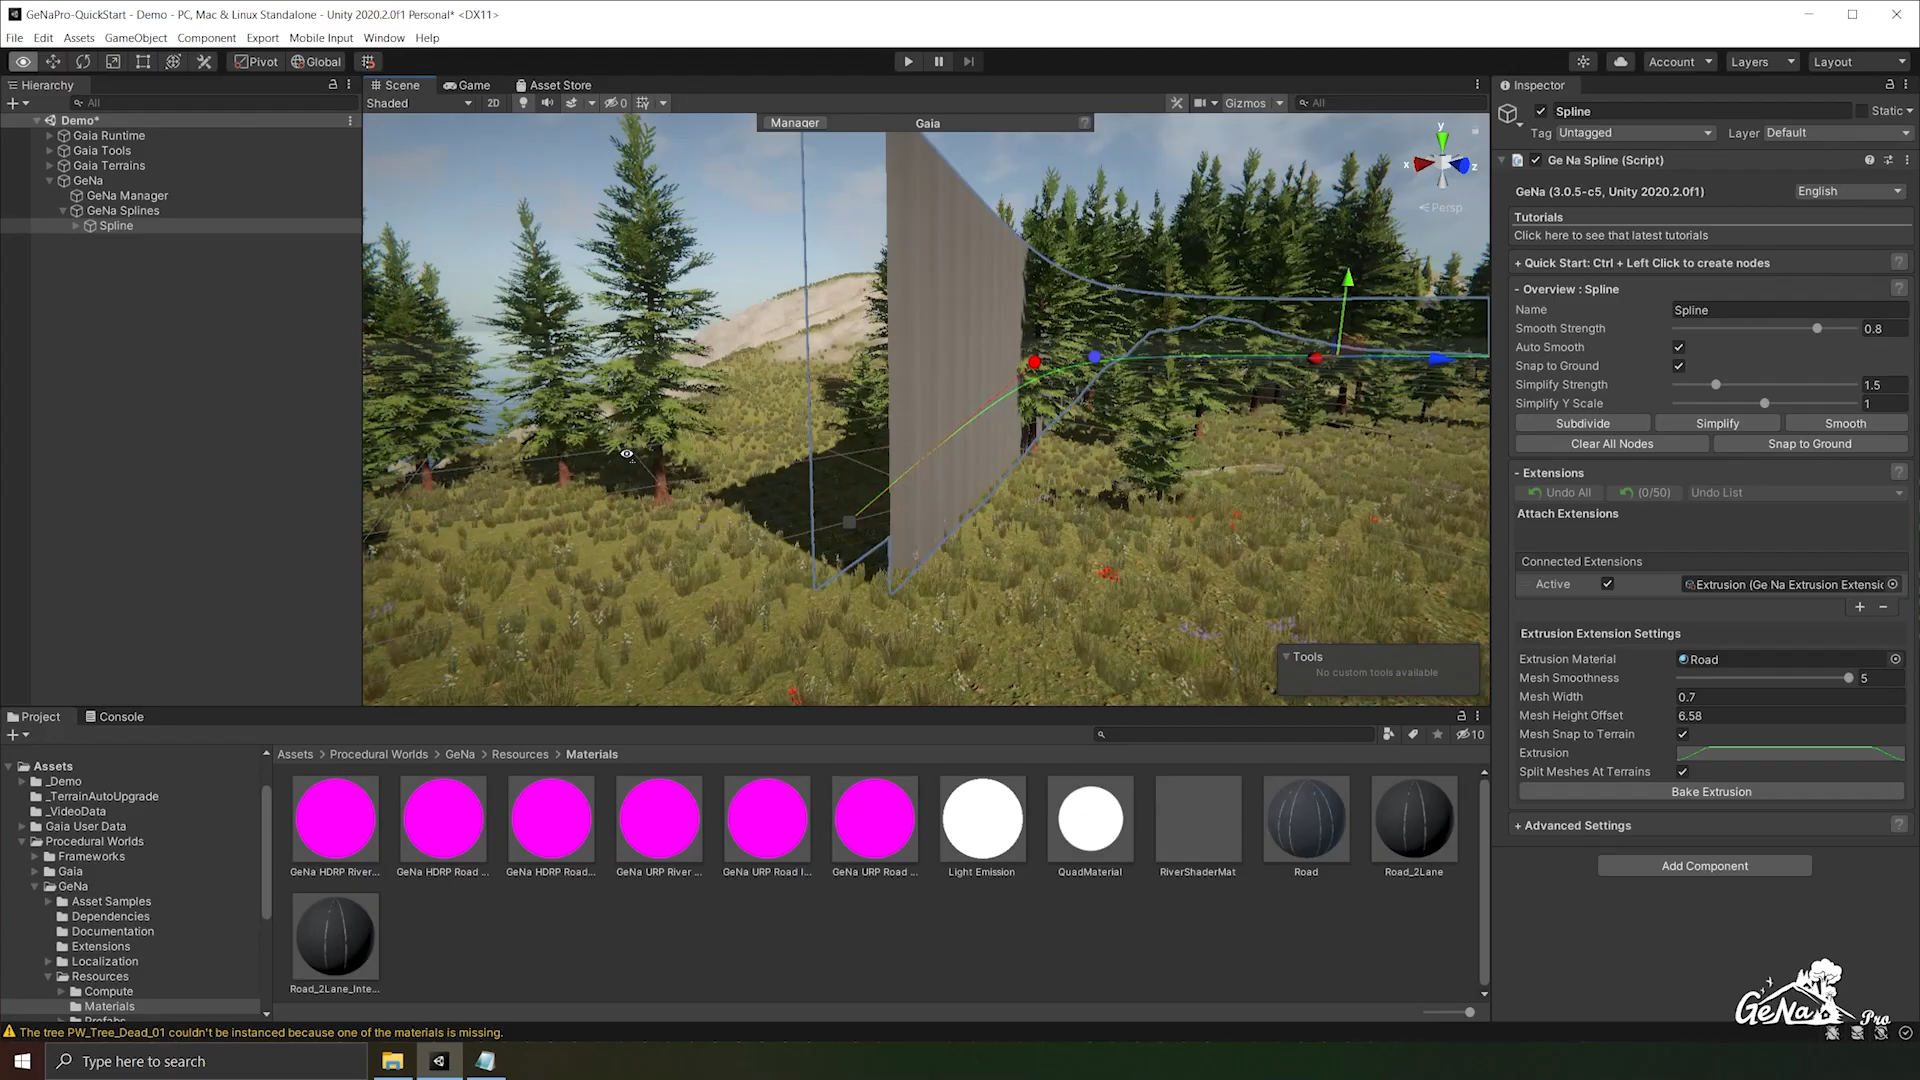 GeNaPro-QuickStart - Demo - PC, Mac & Linux Standalone - Unity 2020.2.0f1 Personal* <DX11>
File Edit Assets GameObject Component Export Mobile Input Window Help
Pivot Global Account Layers Layout
Hierarchy
All
Demo*
Gaia Runtime
Gaia Tools
Gaia Terrains
GeNa
GeNa Manager
GeNa Splines
Spline
Scene Game Asset Store
Shaded 2D 0 Gizmos All
Manager Gaia
y
x
z
Persp
Tools
No custom tools available
Inspector
Spline Static
Tag Untagged Layer Default
Ge Na Spline (Script)
GeNa (3.0.5-c5, Unity 2020.2.0f1) English
Tutorials
Click here to see that latest tutorials
+ Quick Start: Ctrl + Left Click to create nodes ?
- Overview : Spline ?
Name Spline
Smooth Strength 0.8
Auto Smooth
Snap to Ground
Simplify Strength 1.5
Simplify Y Scale 1
Subdivide Simplify Smooth
Clear All Nodes Snap to Ground
- Extensions ?
Undo All (0/50) Undo List
Attach Extensions
Connected Extensions
Active Extrusion (Ge Na Extrusion Extensic
+ -
Extrusion Extension Settings
Extrusion Material Road
Mesh Smoothness 5
Mesh Width 0.7
Mesh Height Offset 6.58
Mesh Snap to Terrain
Extrusion
Split Meshes At Terrains
Bake Extrusion
+ Advanced Settings ?
Add Component
Project Console
10
Assets
_Demo
_TerrainAutoUpgrade
_VideoData
Gaia User Data
Procedural Worlds
Frameworks
Gaia
GeNa
Asset Samples
Dependencies
Documentation
Extensions
Localization
Resources
Compute
Materials
Prefabs
Assets > Procedural Worlds > GeNa > Resources > Materials
GeNa HDRP River... GeNa HDRP Road ... GeNa HDRP Road... GeNa URP River ... GeNa URP Road I... GeNa URP Road ... Light Emission QuadMaterial RiverShaderMat Road Road_2Lane
Road_2Lane_Inte...
GeNa Pro
The tree PW_Tree_Dead_01 couldn't be instanced because one of the materials is missing.
Type here to search